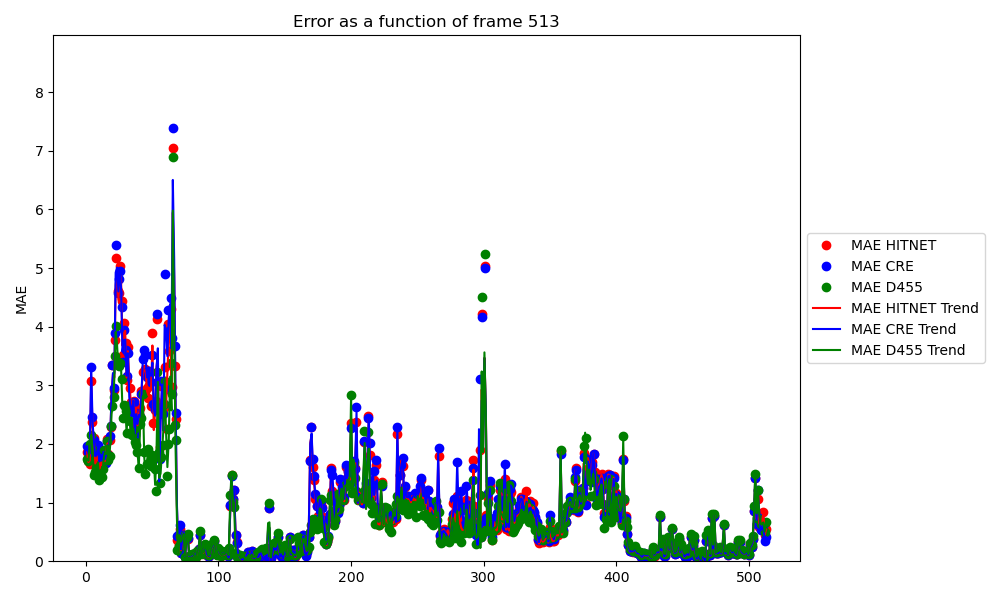 Error as a function of frame 513
MAE
8
7
6
5
4
3
2
1
0
0 100 200 300 400 500
MAE HITNET
MAE CRE
MAE D455
MAE HITNET Trend
MAE CRE Trend
MAE D455 Trend